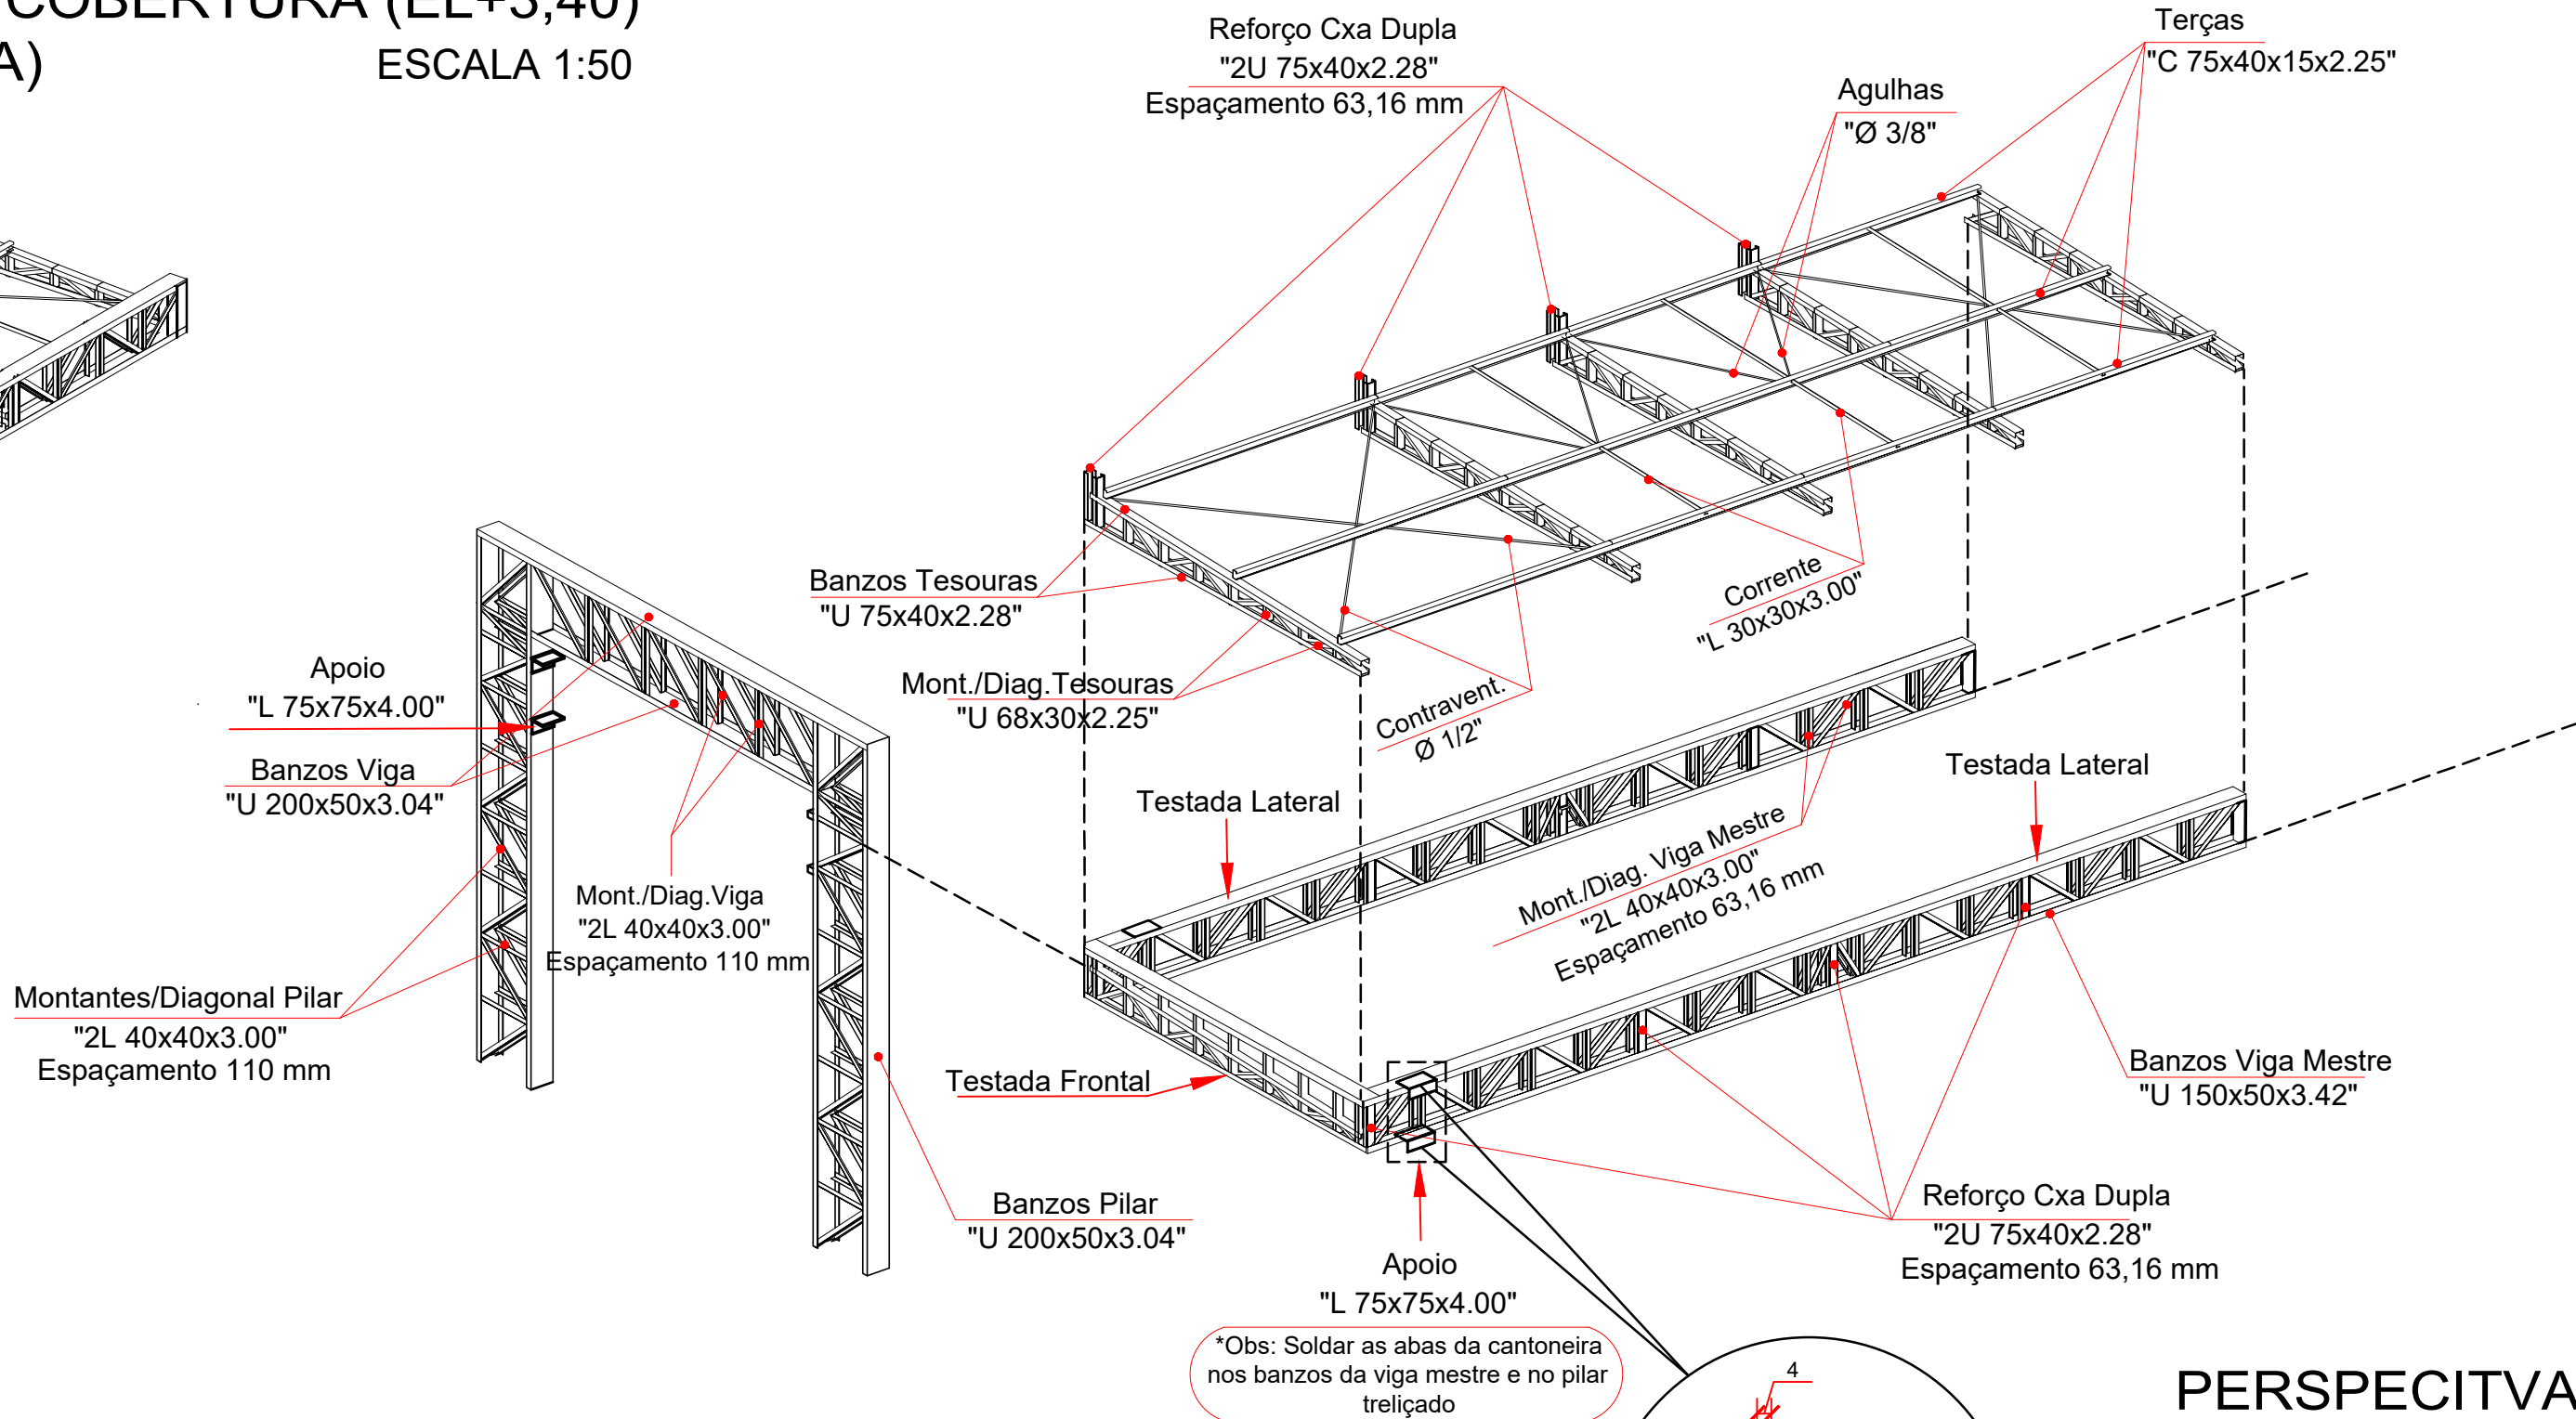 COBERTURA (EL+3,40)
A)
ESCALA 1:50
Reforço Cxa Dupla
"2U 75x40x2.28"
Espaçamento 63,16 mm
Terças
"C 75x40x15x2.25"
Agulhas
"Ø 3/8"
Banzos Tesouras
"U 75x40x2.28"
Corrente
"L 30x30x3.00"
Apoio
"L 75x75x4.00"
Mont./Diag.Tesouras
"U 68x30x2.25"
Contravent.
Ø 1/2"
Banzos Viga
"U 200x50x3.04"
Testada Lateral
Testada Lateral
Mont./Diag. Viga Mestre
"2L 40x40x3.00"
Espaçamento 63,16 mm
Mont./Diag.Viga
"2L 40x40x3.00"
Espaçamento 110 mm
Montantes/Diagonal Pilar
"2L 40x40x3.00"
Espaçamento 110 mm
Testada Frontal
Banzos Viga Mestre
"U 150x50x3.42"
Banzos Pilar
"U 200x50x3.04"
Reforço Cxa Dupla
"2U 75x40x2.28"
Espaçamento 63,16 mm
Apoio
"L 75x75x4.00"
*Obs: Soldar as abas da cantoneira
nos banzos da viga mestre e no pilar
treliçado
4
PERSPECITVA